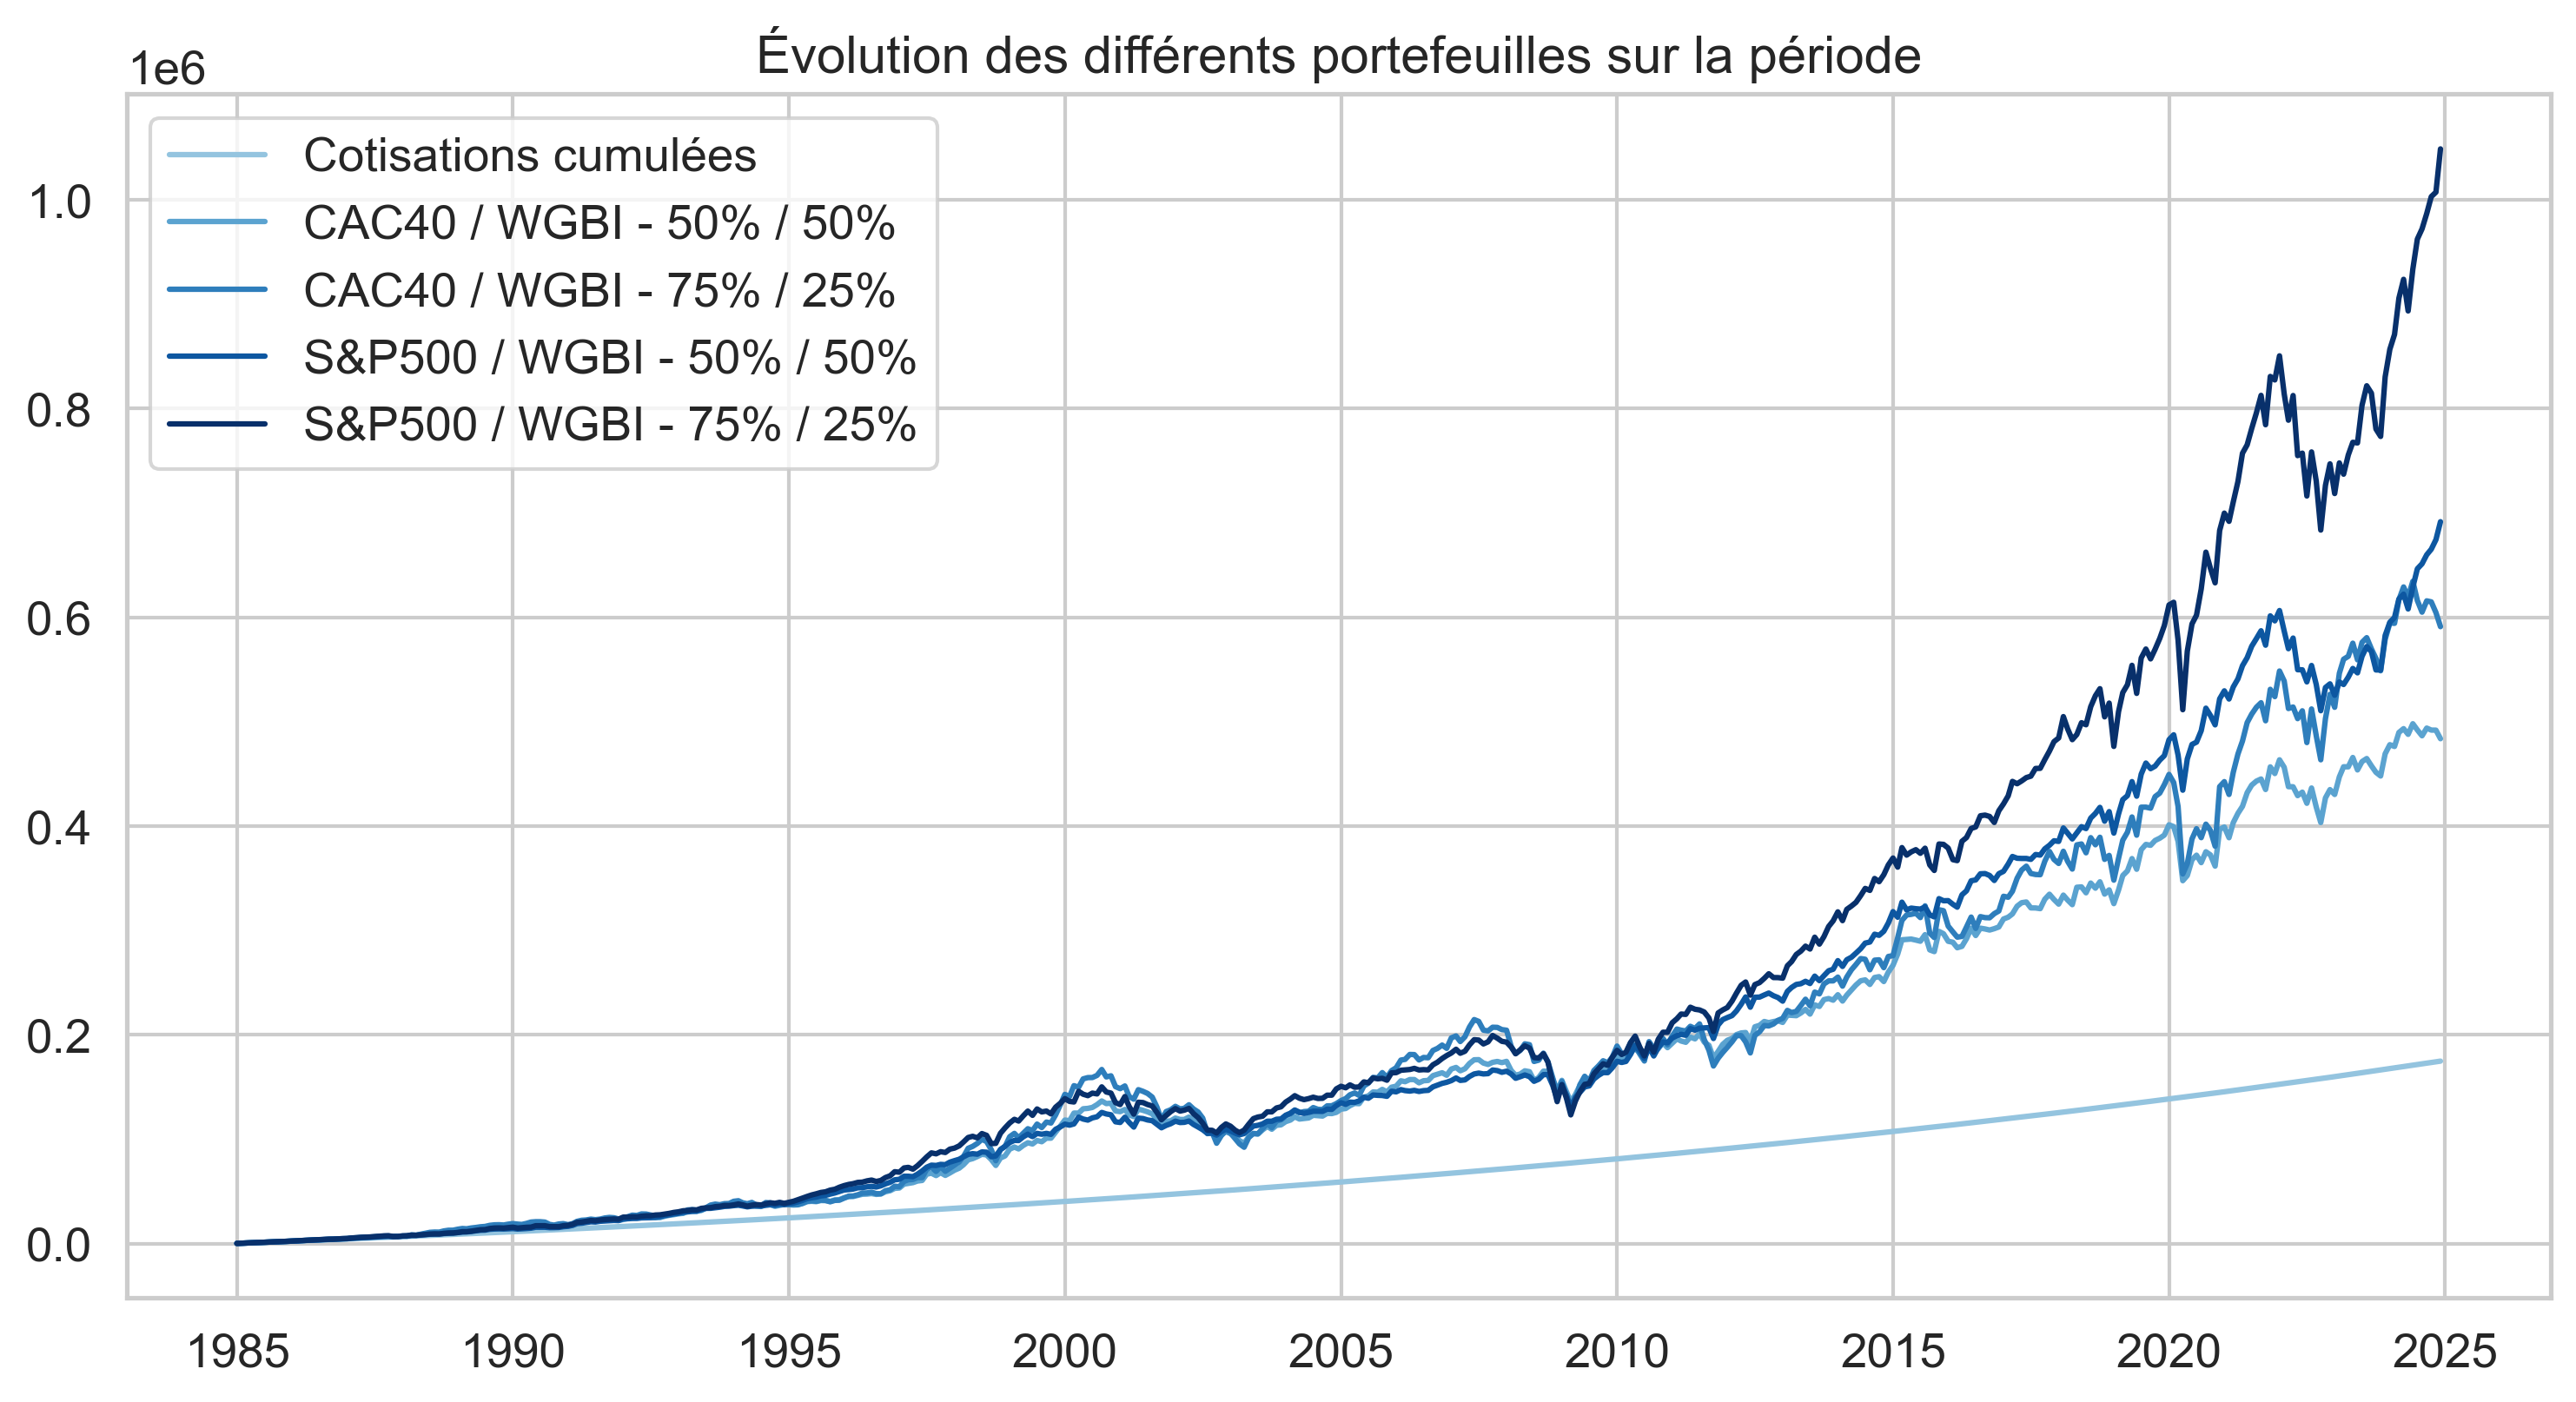 Évolution des différents portefeuilles sur la période
1e6
Cotisations cumulées
CAC40 / WGBI - 50% / 50%
CAC40 / WGBI - 75% / 25%
S&P500 / WGBI - 50% / 50%
S&P500 / WGBI - 75% / 25%
1.0
0.8
0.6
0.4
0.2
0.0
1985 1990 1995 2000 2005 2010 2015 2020 2025